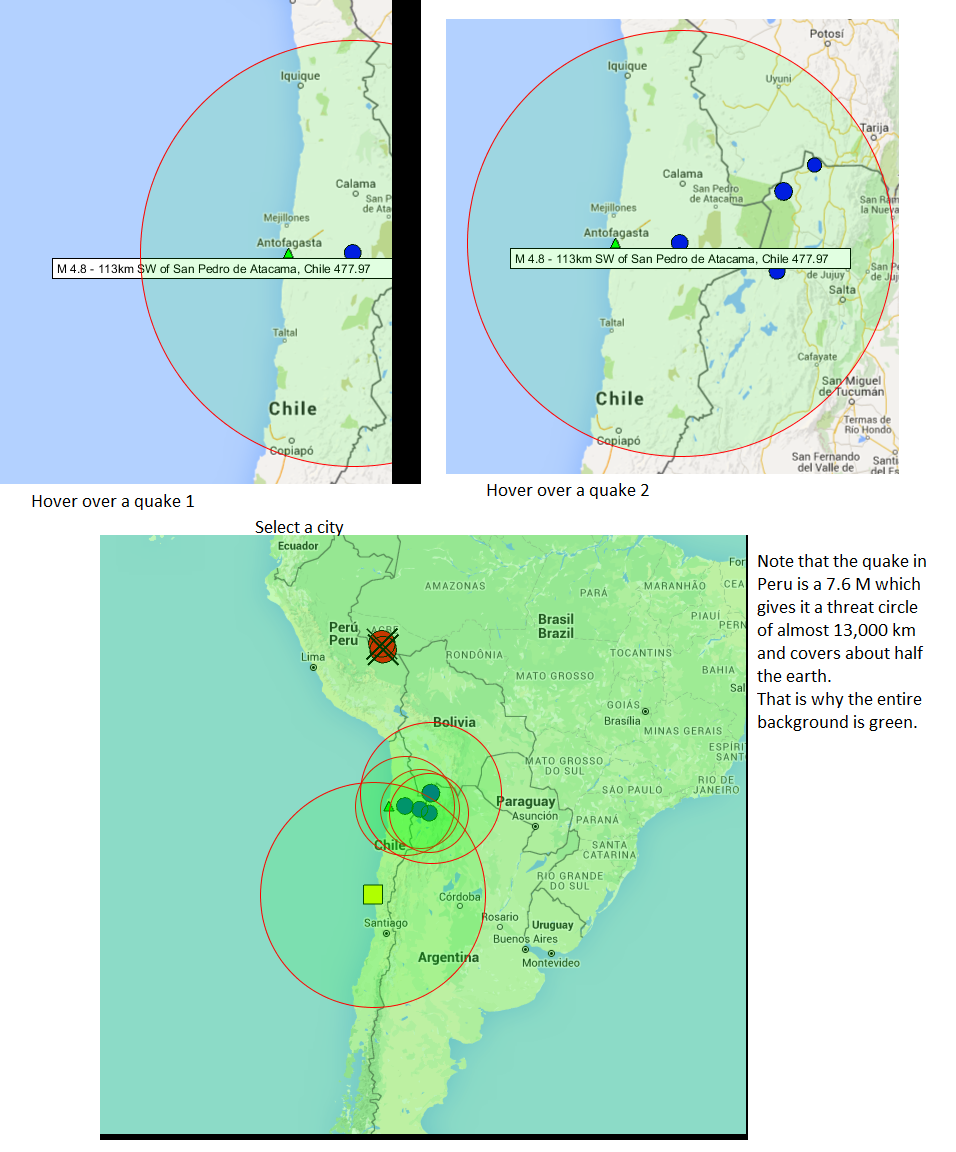 Iquique
Calama
San P
de Ata
Mejillones
Antofagasta
M 4.8 - 113km SW of San Pedro de Atacama, Chile 477.97
Taltal
Chile
Copiapó
Hover over a quake 1
Potosí
Iquique
Uyuni
Tarija
Calama
San Pedro
de Atacama
San Ram
la Nueva
Mejillones
Antofagasta
M 4.8 - 113km SW of San Pedro de Atacama, Chile 477.97
San Pe
de Juju
de Jujuy
Salta
Taltal
Cafayate
San Miguel
de Tucumán
Chile
Termas de
Río Hondo
Copiapó
San Fernando
del Valle de
Santi
del Es
Hover over a quake 2
Select a city
Ecuador
For
AMAZONAS
PARÁ
MARANHÃO
CEA
PIAUÍ
PERN
Perú
Peru
ACRE
Brasil
Brazil
Lima
RONDÔNIA
TOCANTINS
MATO GROSSO
BAHIA
Sal
GOIÁS
Brasília
Bolivia
MINAS GERAIS
ESPÍRI
SANT
MATO GROSSO
DO SUL
RIO DE
JANEIRO
SÃO PAULO
Paraguay
Asunción
PARANÁ
Chile
SANTA
CATARINA
RIO GRANDE
DO SUL
Córdoba
Santiago
Rosario
Uruguay
Buenos Aires
Argentina
Montevideo
Note that the quake in
Peru is a 7.6 M which
gives it a threat circle
of almost 13,000 km
and covers about half
the earth.
That is why the entire
background is green.